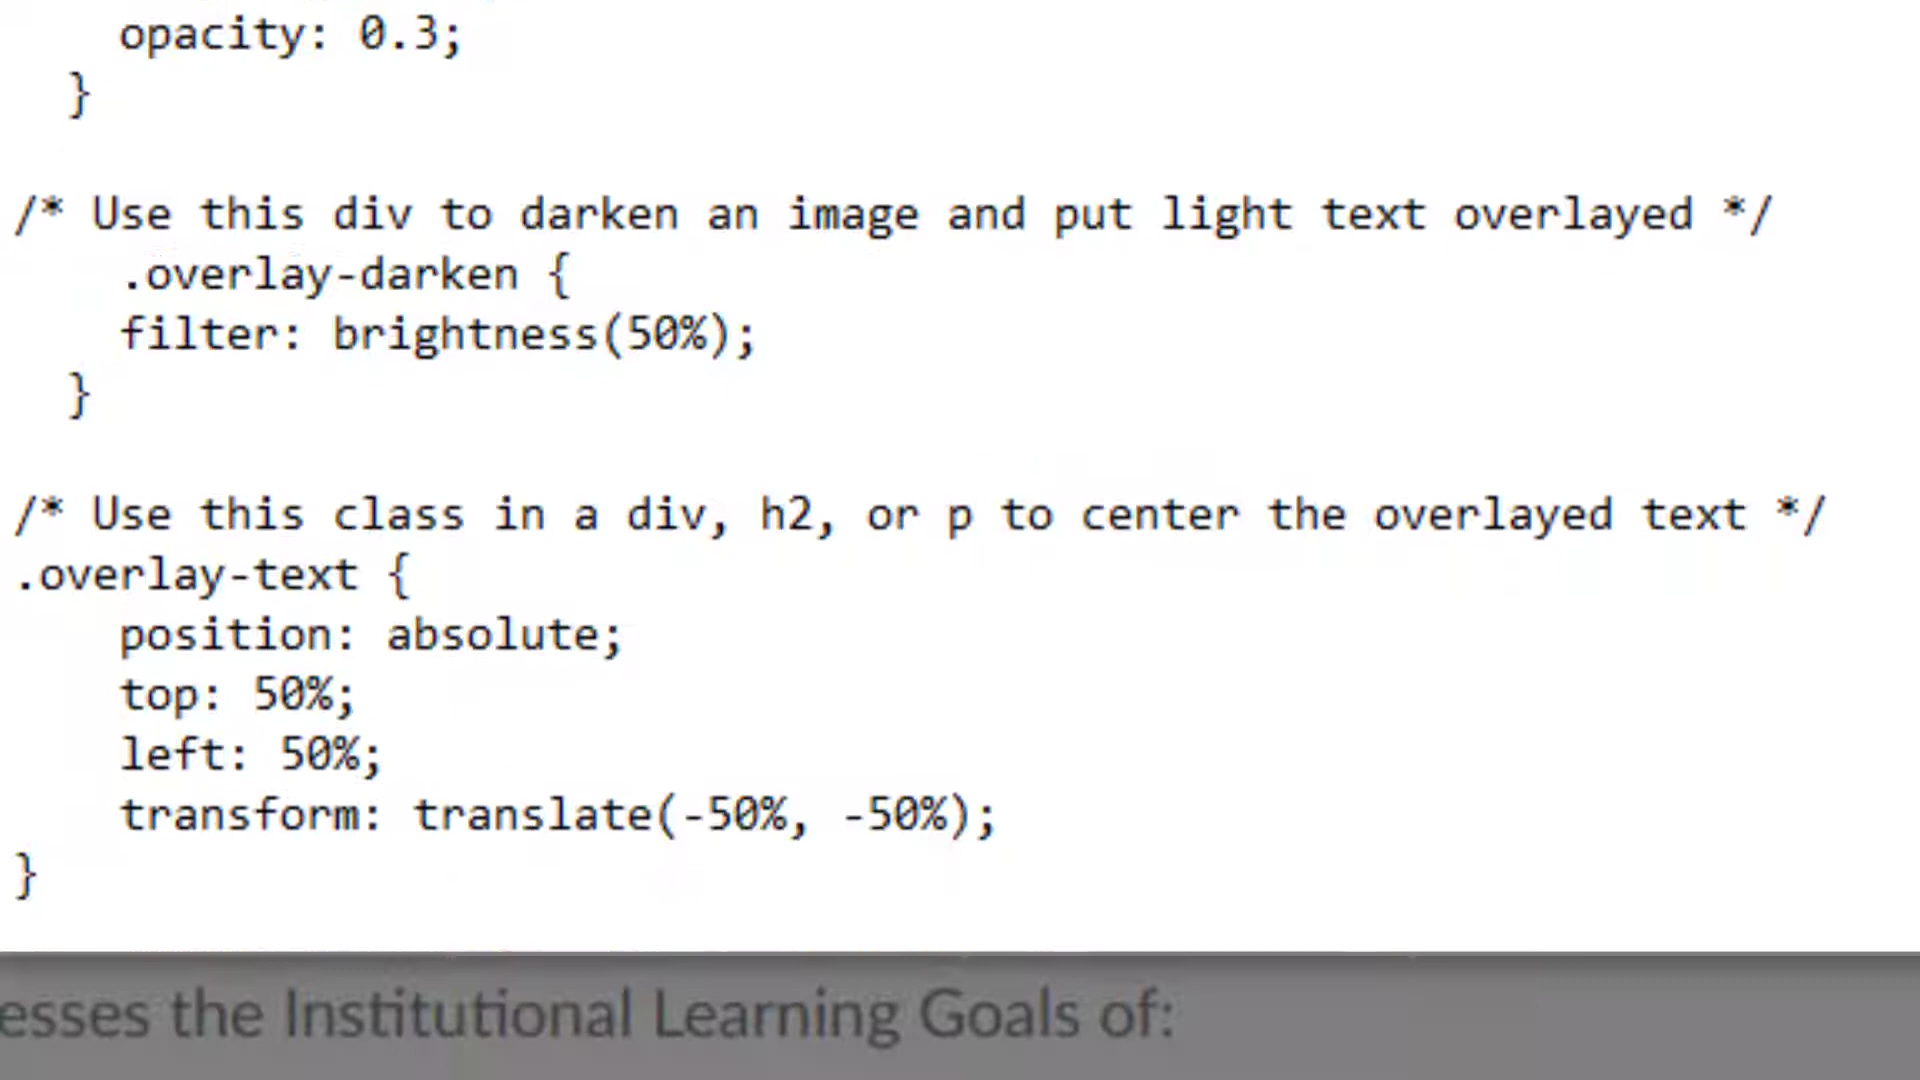 opacity: 0.3;
}
/* Use this div to darken an image and put light text overlayed */
.overlay-darken {
filter: brightness(50%);
}
/* Use this class in a div, h2, or p to center the overlayed text */
.overlay-text {
position: absolute;
top: 50%;
left: 50%;
transform: translate(-50%, -50%);
}
esses the Institutional Learning Goals of: